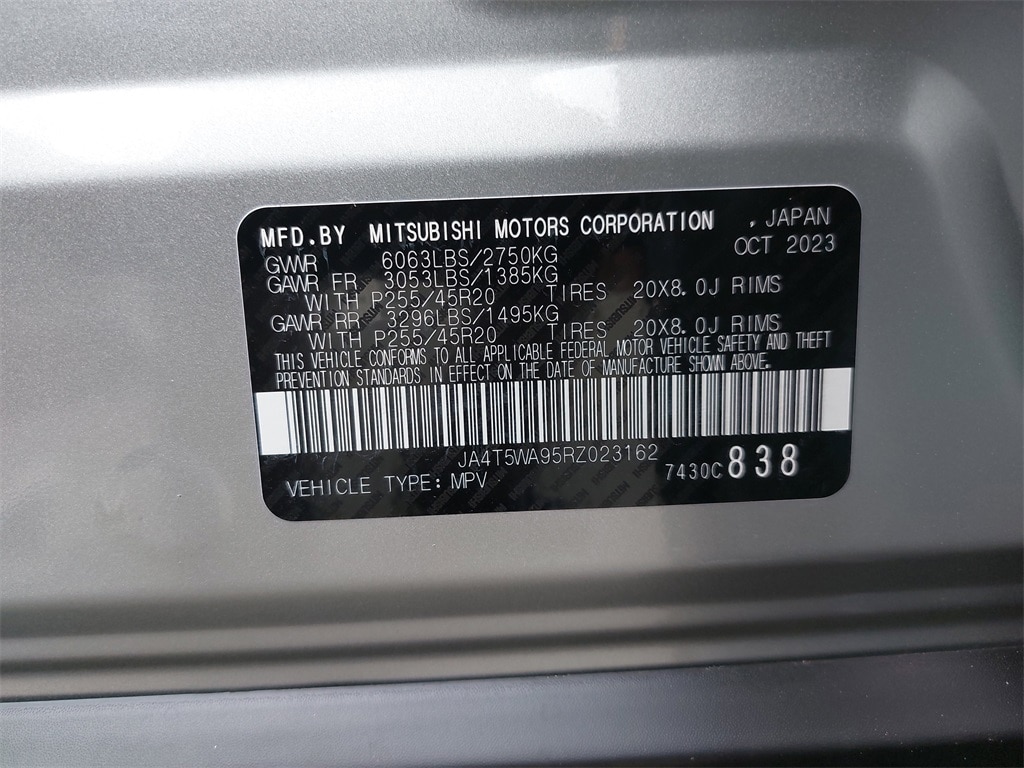 MFD.BY MITSUBISHI MOTORS CORPORATION , JAPAN
OCT 2023
GVWR 6063LBS/2750KG
GAWR FR 3053LBS/1385KG
WITH P255/45R20 TIRES 20X8.0J RIMS
GAWR RR 3296LBS/1495KG
WITH P255/45R20 TIRES 20X8.0J RIMS
THIS VEHICLE CONFORMS TO ALL APPLICABLE FEDERAL MOTOR VEHICLE SAFETY AND THEFT
PREVENTION STANDARDS IN EFFECT ON THE DATE OF MANUFACTURE SHOWN ABOVE.
JA4T5WA95RZ023162
7430C 838
VEHICLE TYPE: MPV